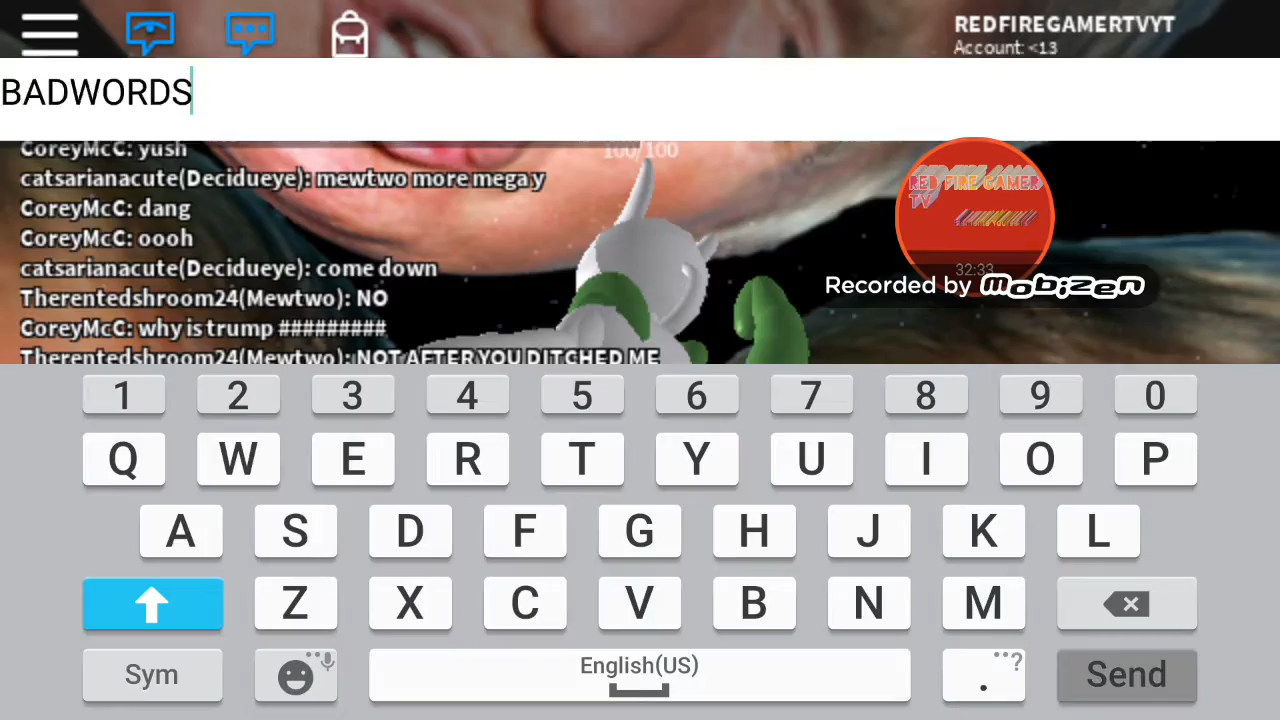 REDFIREGAMERTVYT
Account: <13
BADWORDS
CoreyMcC: yush
100/100
catsarianacute(Decidueye): mewtwo more mega y
CoreyMcC: dang
CoreyMcC: oooh
catsarianacute(Decidueye): come down
Therentedshroom24(Mewtwo): NO
CoreyMcC: why is trump #########
Therentedshroom24(Mewtwo): NOT AFTER YOU DITCHED ME
RED FIRE GAMER
TV
32:33
Recorded by mobizen
1 2 3 4 5 6 7 8 9 0
Q W E R T Y U I O P
A S D F G H J K L
Z X C V B N M
Sym
English(US)
. ?
Send